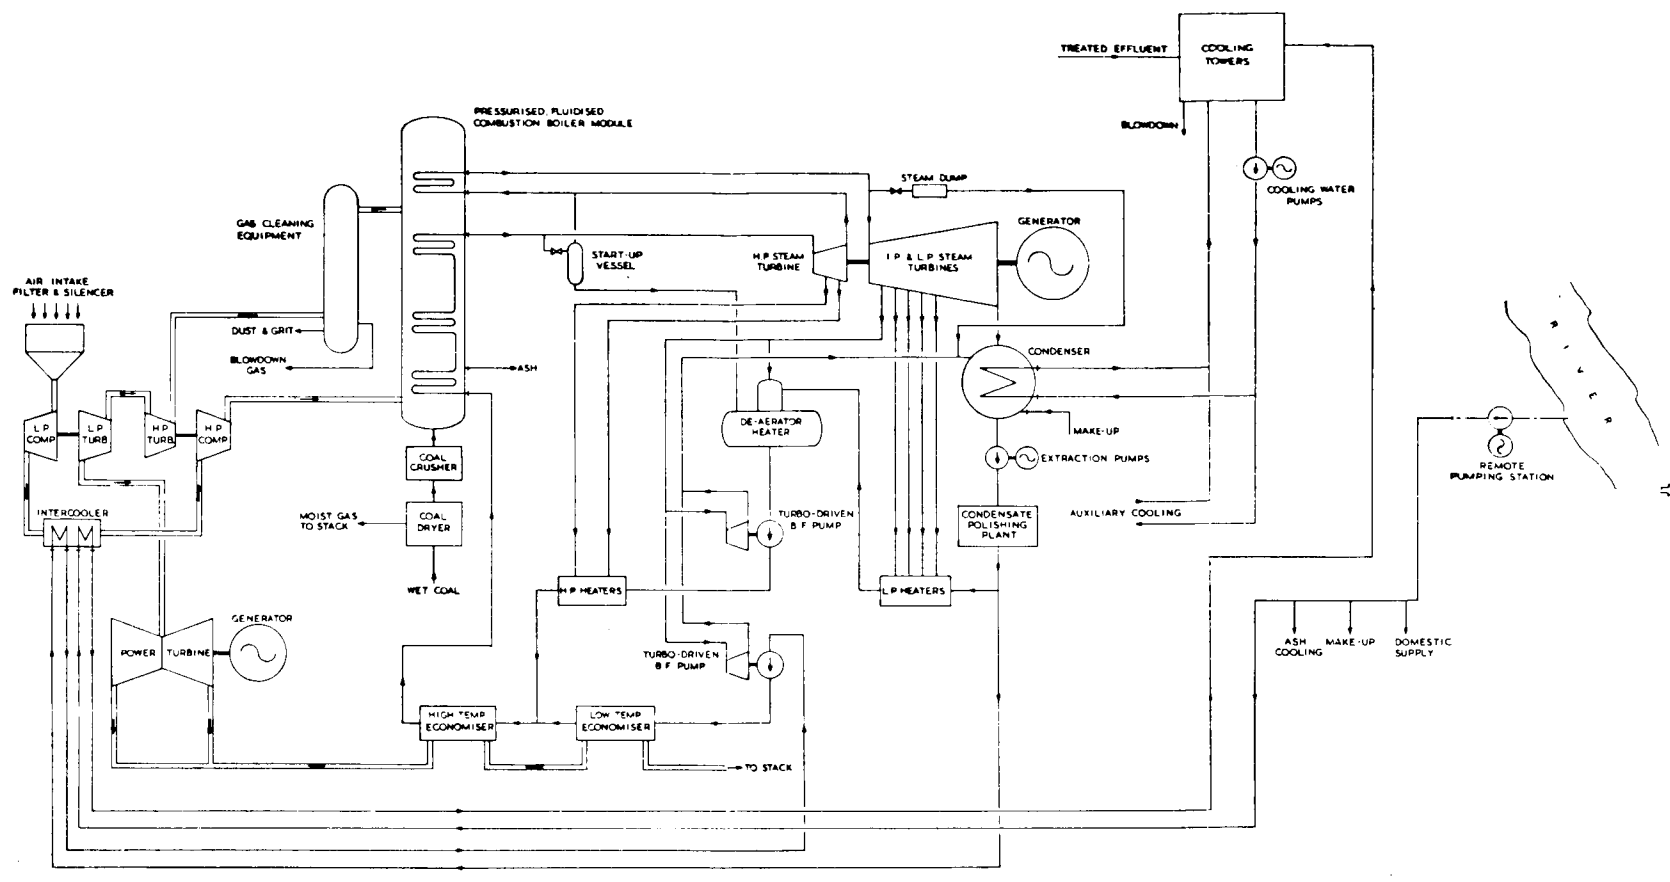 TREATED EFFLUENT
COOLING
TOWERS
BLOWDOWN
COOLING WATER
PUMPS
PRESSURISED, FLUIDISED
COMBUSTION BOILER MODULE
STEAM DUMP
GAS CLEANING
EQUIPMENT
START-UP
VESSEL
H.P STEAM
TURBINE
I.P & L.P STEAM
TURBINES
GENERATOR
AIR INTAKE
FILTER & SILENCER
DUST & GRIT
BLOWDOWN
GAS
ASH
CONDENSER
RIVER
L.P
COMP
L.P
TURB
H.P
TURB
H.P
COMP
DE-AERATOR
HEATER
MAKE-UP
EXTRACTION PUMPS
REMOTE
PUMPING STATION
COAL
CRUSHER
INTERCOOLER
MOIST GAS
TO STACK
COAL
DRYER
TURBO-DRIVEN
B F PUMP
CONDENSATE
POLISHING
PLANT
AUXILIARY COOLING
WET COAL
H.P HEATERS
L.P HEATERS
GENERATOR
POWER TURBINE
TURBO-DRIVEN
B F PUMP
ASH
COOLING
MAKE-UP
DOMESTIC
SUPPLY
HIGH TEMP
ECONOMISER
LOW TEMP
ECONOMISER
TO STACK